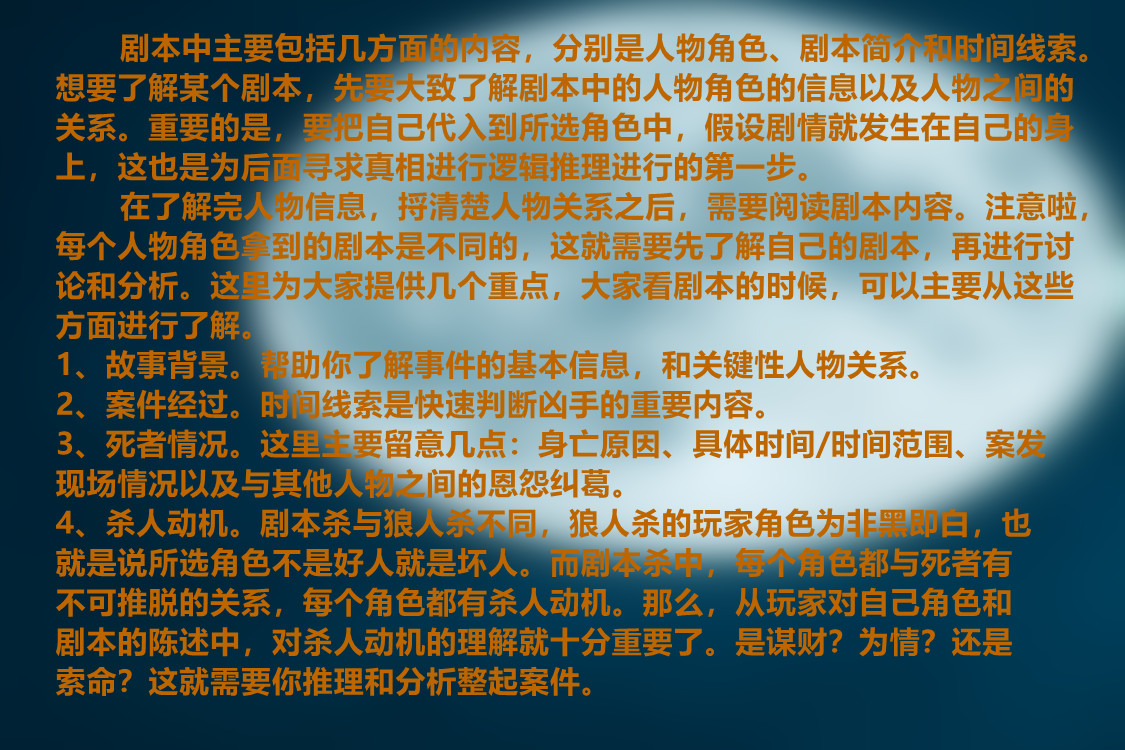 剧本中主要包括几方面的内容，分别是人物角色、剧本简介和时间线索。
想要了解某个剧本，先要大致了解剧本中的人物角色的信息以及人物之间的
关系。重要的是，要把自己代入到所选角色中，假设剧情就发生在自己的身
上，这也是为后面寻求真相进行逻辑推理进行的第一步。
在了解完人物信息，捋清楚人物关系之后，需要阅读剧本内容。注意啦，
每个人物角色拿到的剧本是不同的，这就需要先了解自己的剧本，再进行讨
论和分析。这里为大家提供几个重点，大家看剧本的时候，可以主要从这些
方面进行了解。
1、故事背景。帮助你了解事件的基本信息，和关键性人物关系。
2、案件经过。时间线索是快速判断凶手的重要内容。
3、死者情况。这里主要留意几点：身亡原因、具体时间/时间范围、案发
现场情况以及与其他人物之间的恩怨纠葛。
4、杀人动机。剧本杀与狼人杀不同，狼人杀的玩家角色为非黑即白，也
就是说所选角色不是好人就是坏人。而剧本杀中，每个角色都与死者有
不可推脱的关系，每个角色都有杀人动机。那么，从玩家对自己角色和
剧本的陈述中，对杀人动机的理解就十分重要了。是谋财？为情？还是
索命？这就需要你推理和分析整起案件。